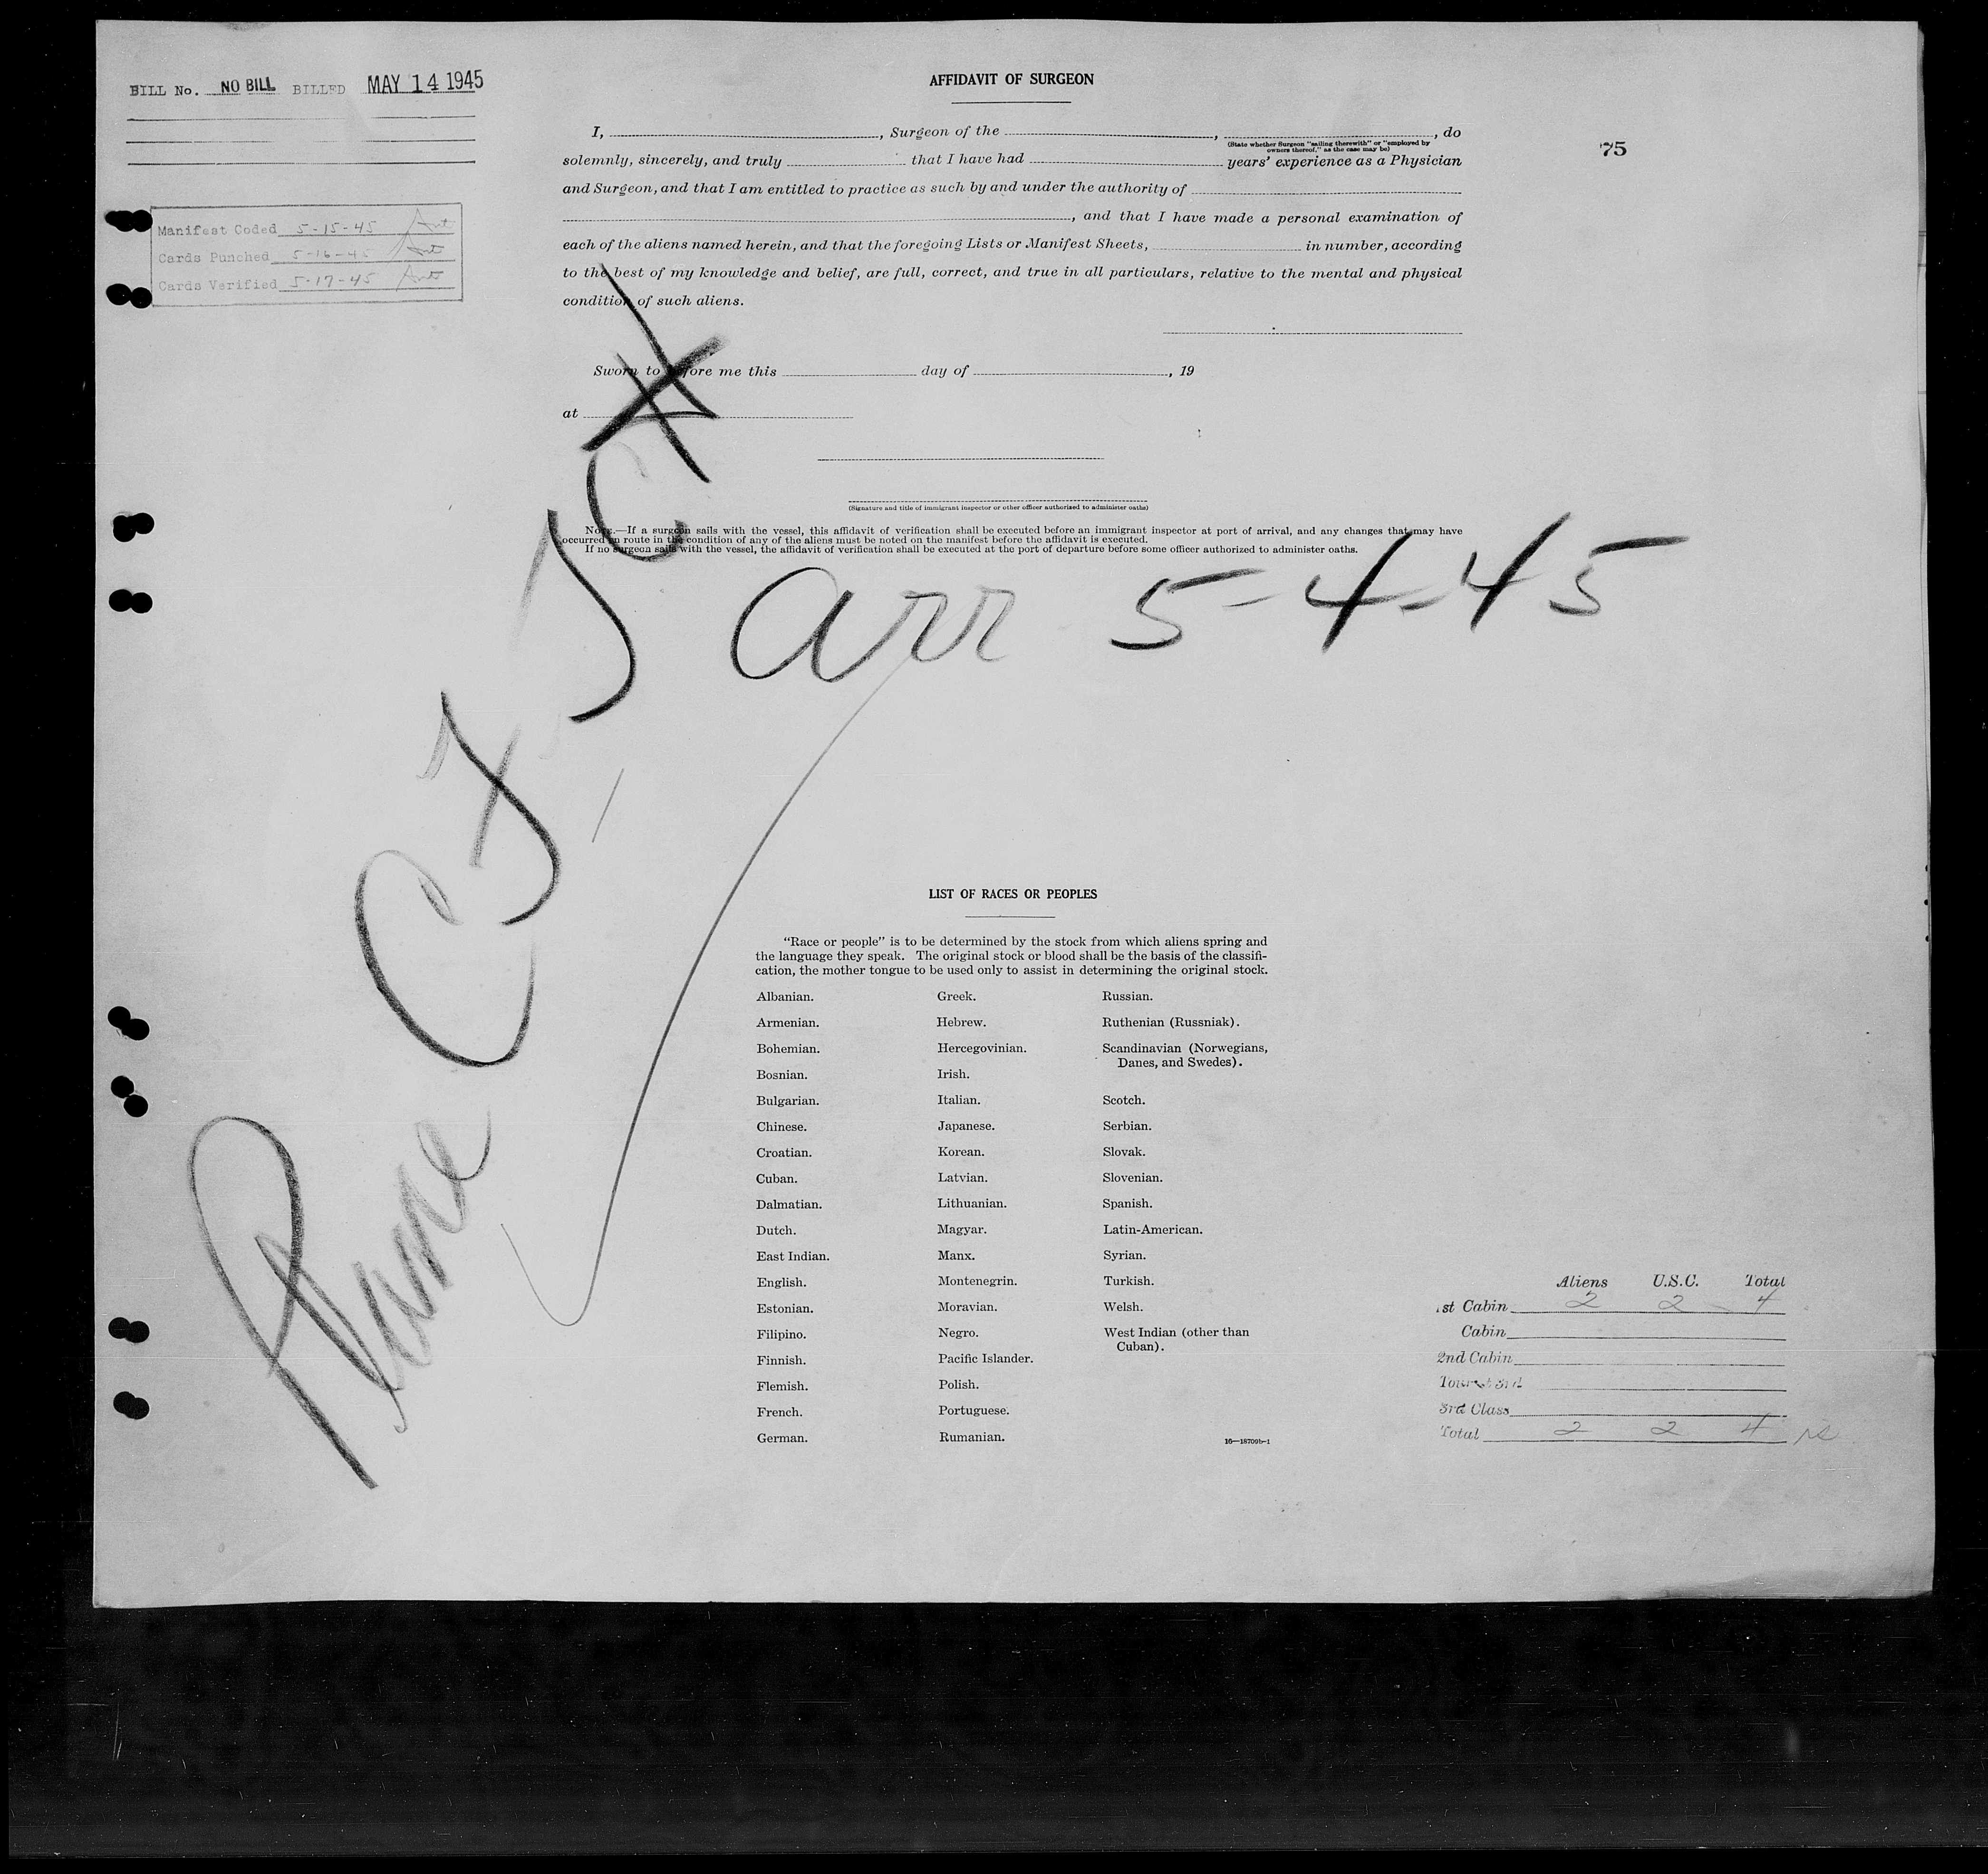 BILL No. NO BILL BILLED MAY 14 1945
Manifest Coded 5-15-45
Cards Punched 5-16-45
Cards Verified 5-17-45
75
AFFIDAVIT OF SURGEON
I, , Surgeon of the , , do
(State whether Surgeon "sailing therewith" or "employed by
owners thereof," as the case may be)
solemnly, sincerely, and truly that I have had years' experience as a Physician
and Surgeon, and that I am entitled to practice as such by and under the authority of
, and that I have made a personal examination of
each of the aliens named herein, and that the foregoing Lists or Manifest Sheets, in number, according
to the best of my knowledge and belief, are full, correct, and true in all particulars, relative to the mental and physical
condition of such aliens.
Sworn to before me this day of , 19
at
(Signature and title of immigrant inspector or other officer authorized to administer oaths)
Note.—If a surgeon sails with the vessel, this affidavit of verification shall be executed before an immigrant inspector at port of arrival, and any changes that may have
occurred en route in the condition of any of the aliens must be noted on the manifest before the affidavit is executed.
If no surgeon sails with the vessel, the affidavit of verification shall be executed at the port of departure before some officer authorized to administer oaths.
Plane CF-JCX
arr 5-4-45
LIST OF RACES OR PEOPLES
"Race or people" is to be determined by the stock from which aliens spring and
the language they speak. The original stock or blood shall be the basis of the classifi-
cation, the mother tongue to be used only to assist in determining the original stock.
Albanian.
Armenian.
Bohemian.
Bosnian.
Bulgarian.
Chinese.
Croatian.
Cuban.
Dalmatian.
Dutch.
East Indian.
English.
Estonian.
Filipino.
Finnish.
Flemish.
French.
German.
Greek.
Hebrew.
Hercegovinian.
Irish.
Italian.
Japanese.
Korean.
Latvian.
Lithuanian.
Magyar.
Manx.
Montenegrin.
Moravian.
Negro.
Pacific Islander.
Polish.
Portuguese.
Rumanian.
Russian.
Ruthenian (Russniak).
Scandinavian (Norwegians,
Danes, and Swedes).
Scotch.
Serbian.
Slovak.
Slovenian.
Spanish.
Latin-American.
Syrian.
Turkish.
Welsh.
West Indian (other than
Cuban).
16—18709b-1
Aliens U.S.C. Total
1st Cabin 2 2 4
Cabin
2nd Cabin
3rd Class
Total 2 2 4